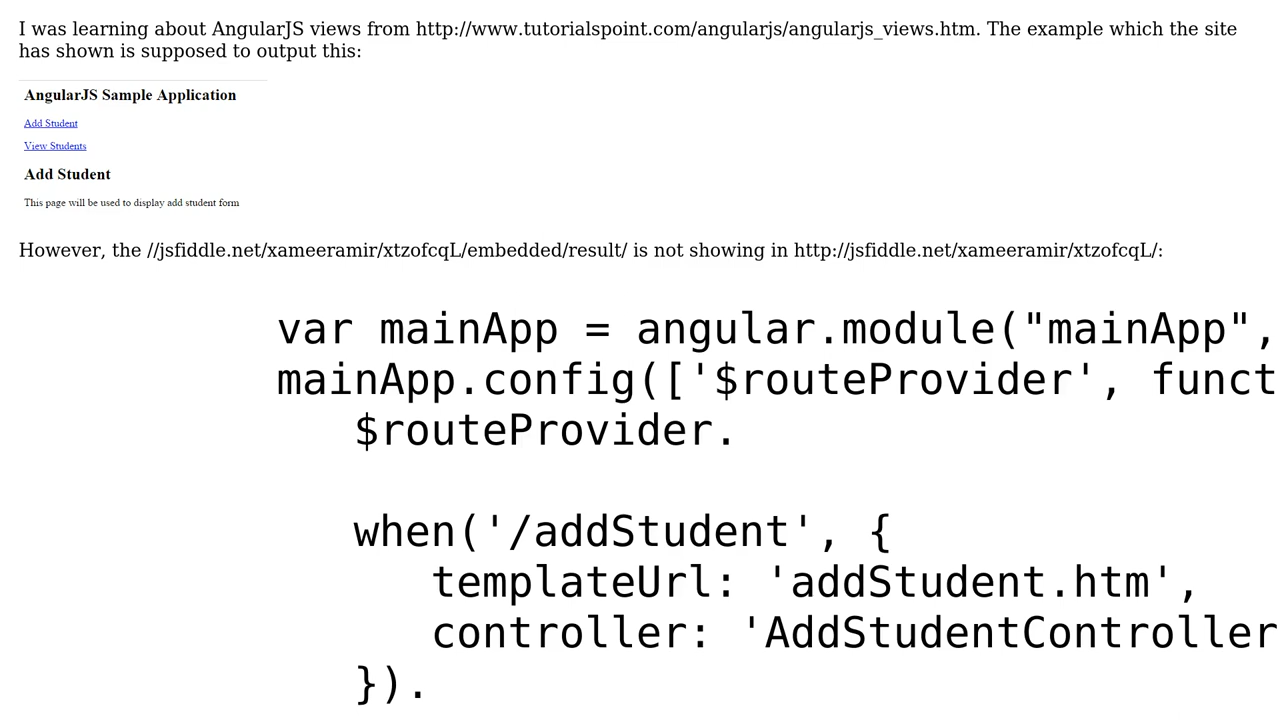 I was learning about AngularJS views from http://www.tutorialspoint.com/angularjs/angularjs_views.htm. The example which the site
has shown is supposed to output this:
AngularJS Sample Application
Add Student
View Students
Add Student
This page will be used to display add student form
However, the //jsfiddle.net/xameeramir/xtzofcqL/embedded/result/ is not showing in http://jsfiddle.net/xameeramir/xtzofcqL/:
var mainApp = angular.module("mainApp",
mainApp.config(['$routeProvider', funct
$routeProvider.
when('/addStudent', {
templateUrl: 'addStudent.htm',
controller: 'AddStudentController
}).